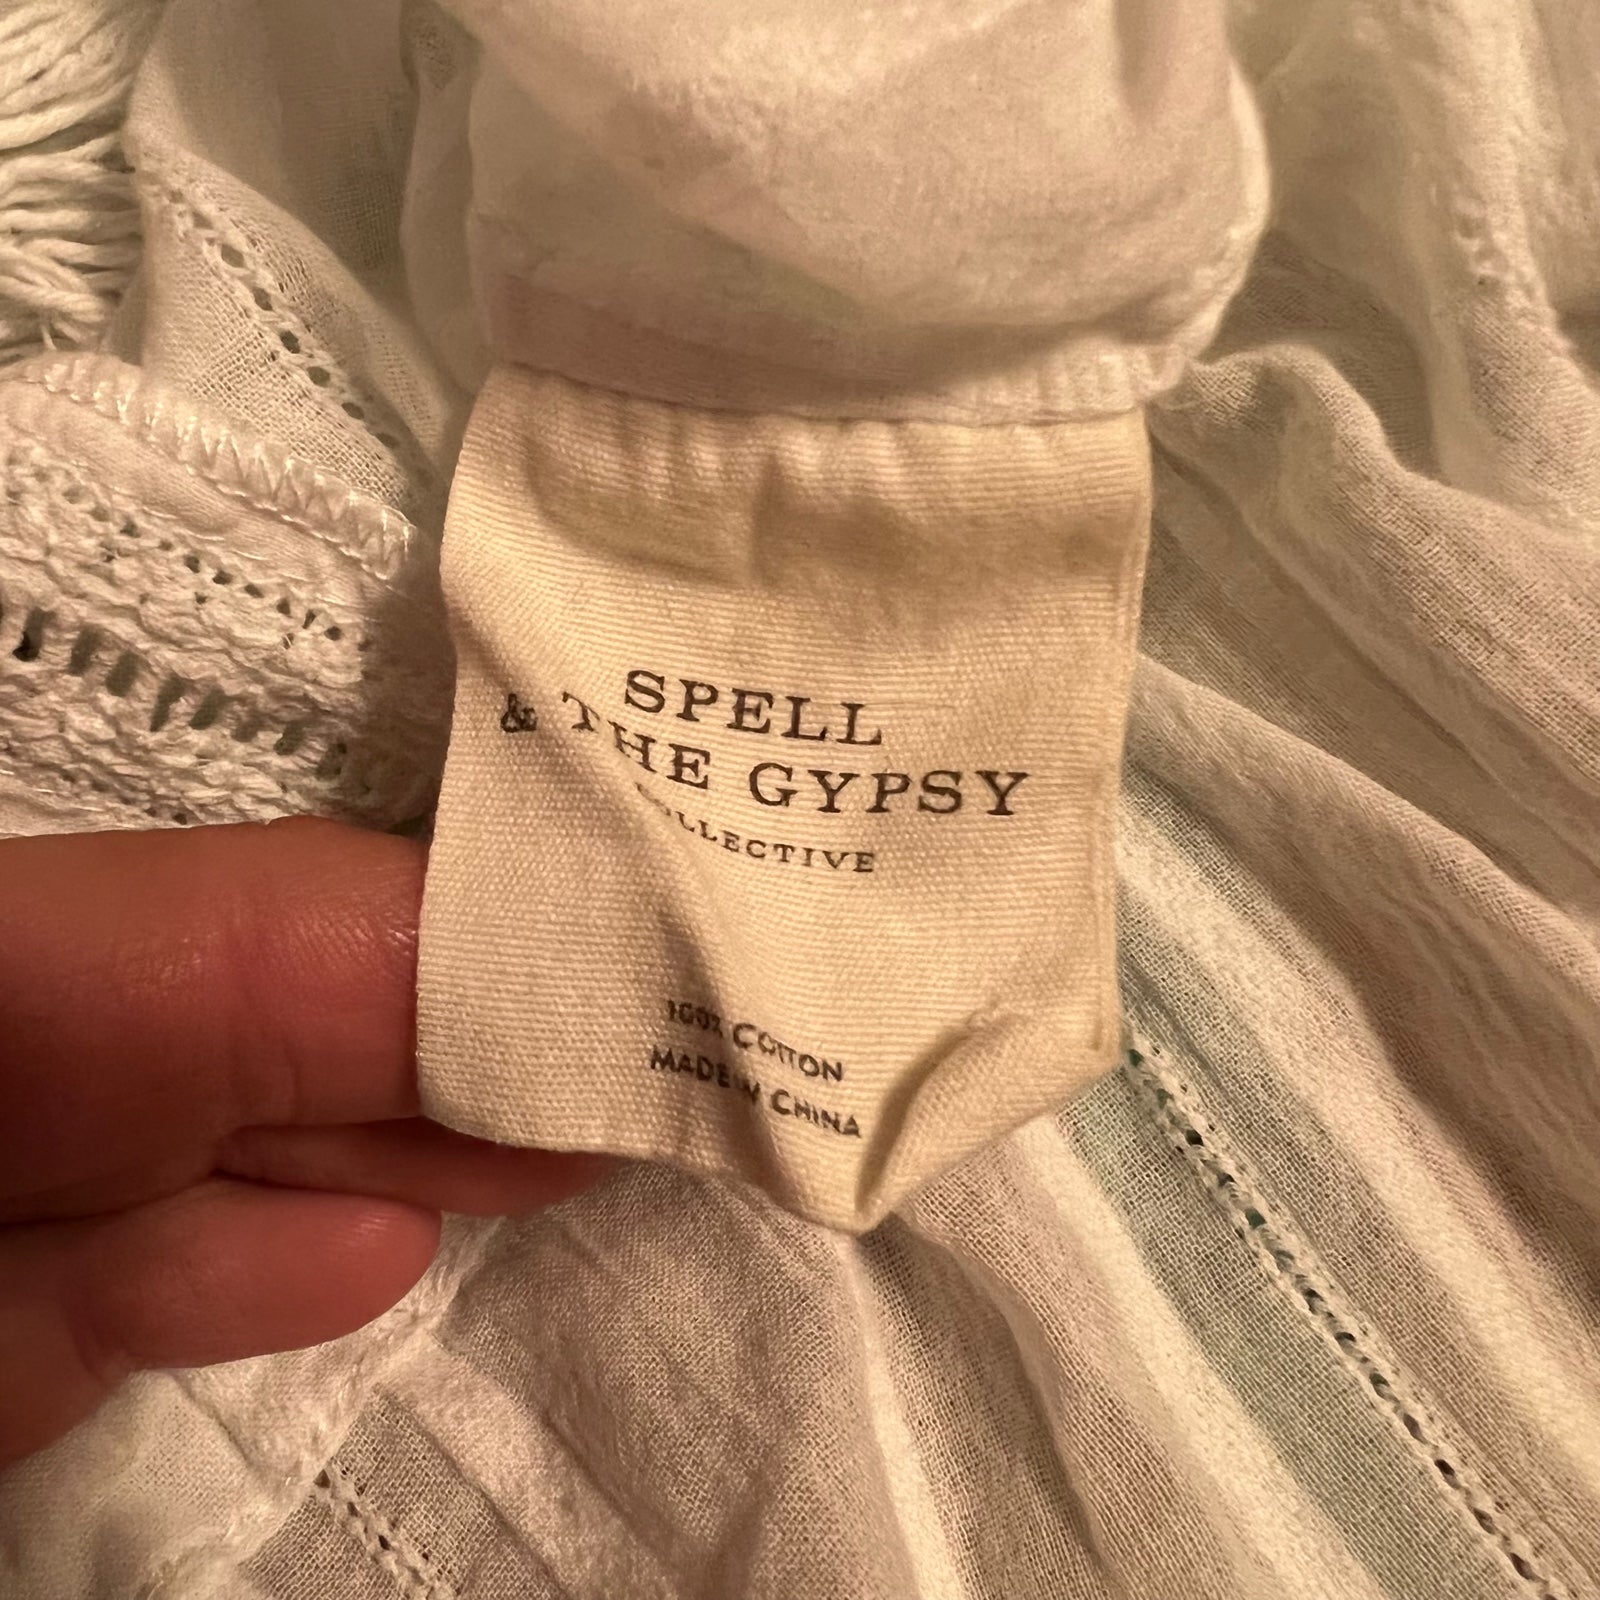 SPELL
& THE GYPSY
COLLECTIVE
100% COTTON
MADE IN CHINA